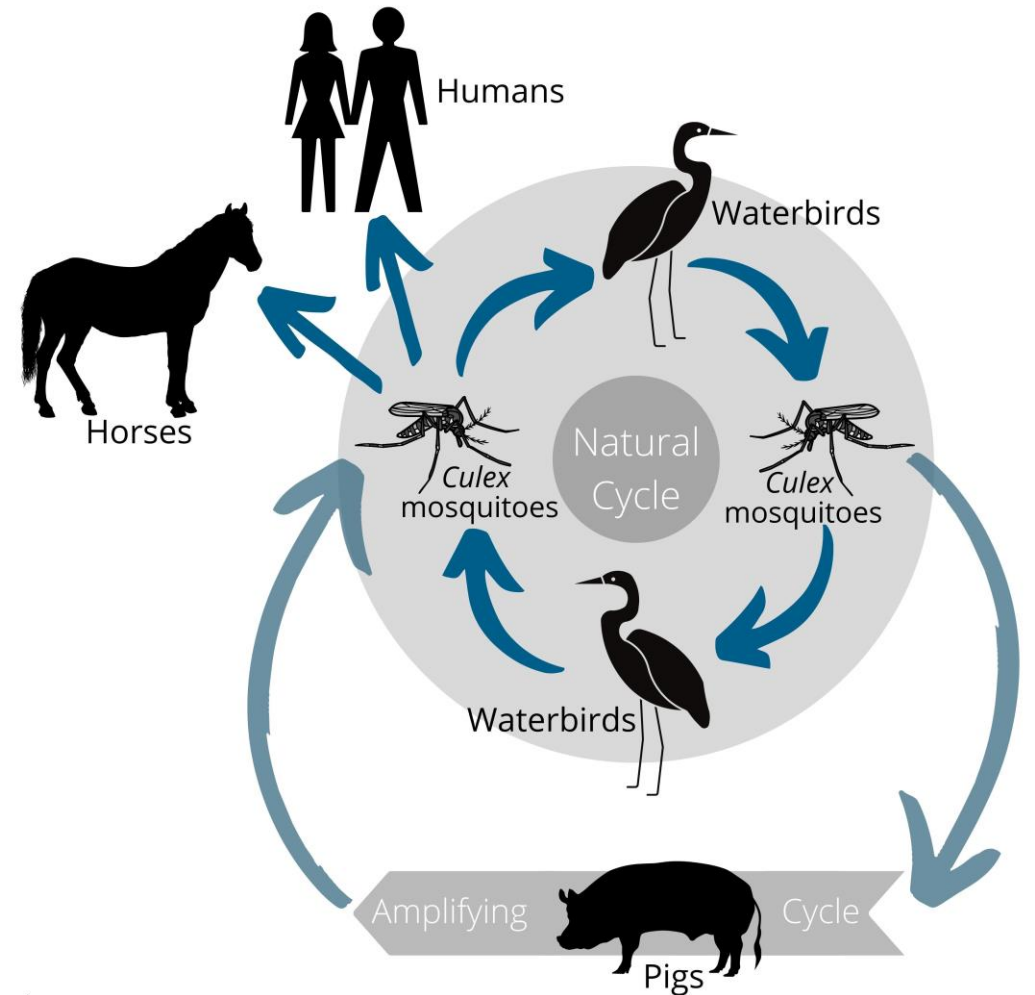 Humans
Waterbirds
Horses
Natural
Cycle
Culex
mosquitoes
Culex
mosquitoes
Waterbirds
Amplifying
Cycle
Pigs